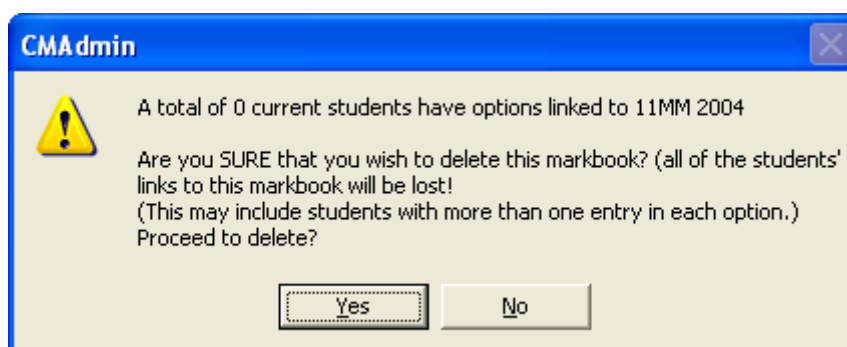 CMAdmin
A total of 0 current students have options linked to 11MM 2004
Are you SURE that you wish to delete this markbook? (all of the students'
links to this markbook will be lost!
(This may include students with more than one entry in each option.)
Proceed to delete?
Yes No